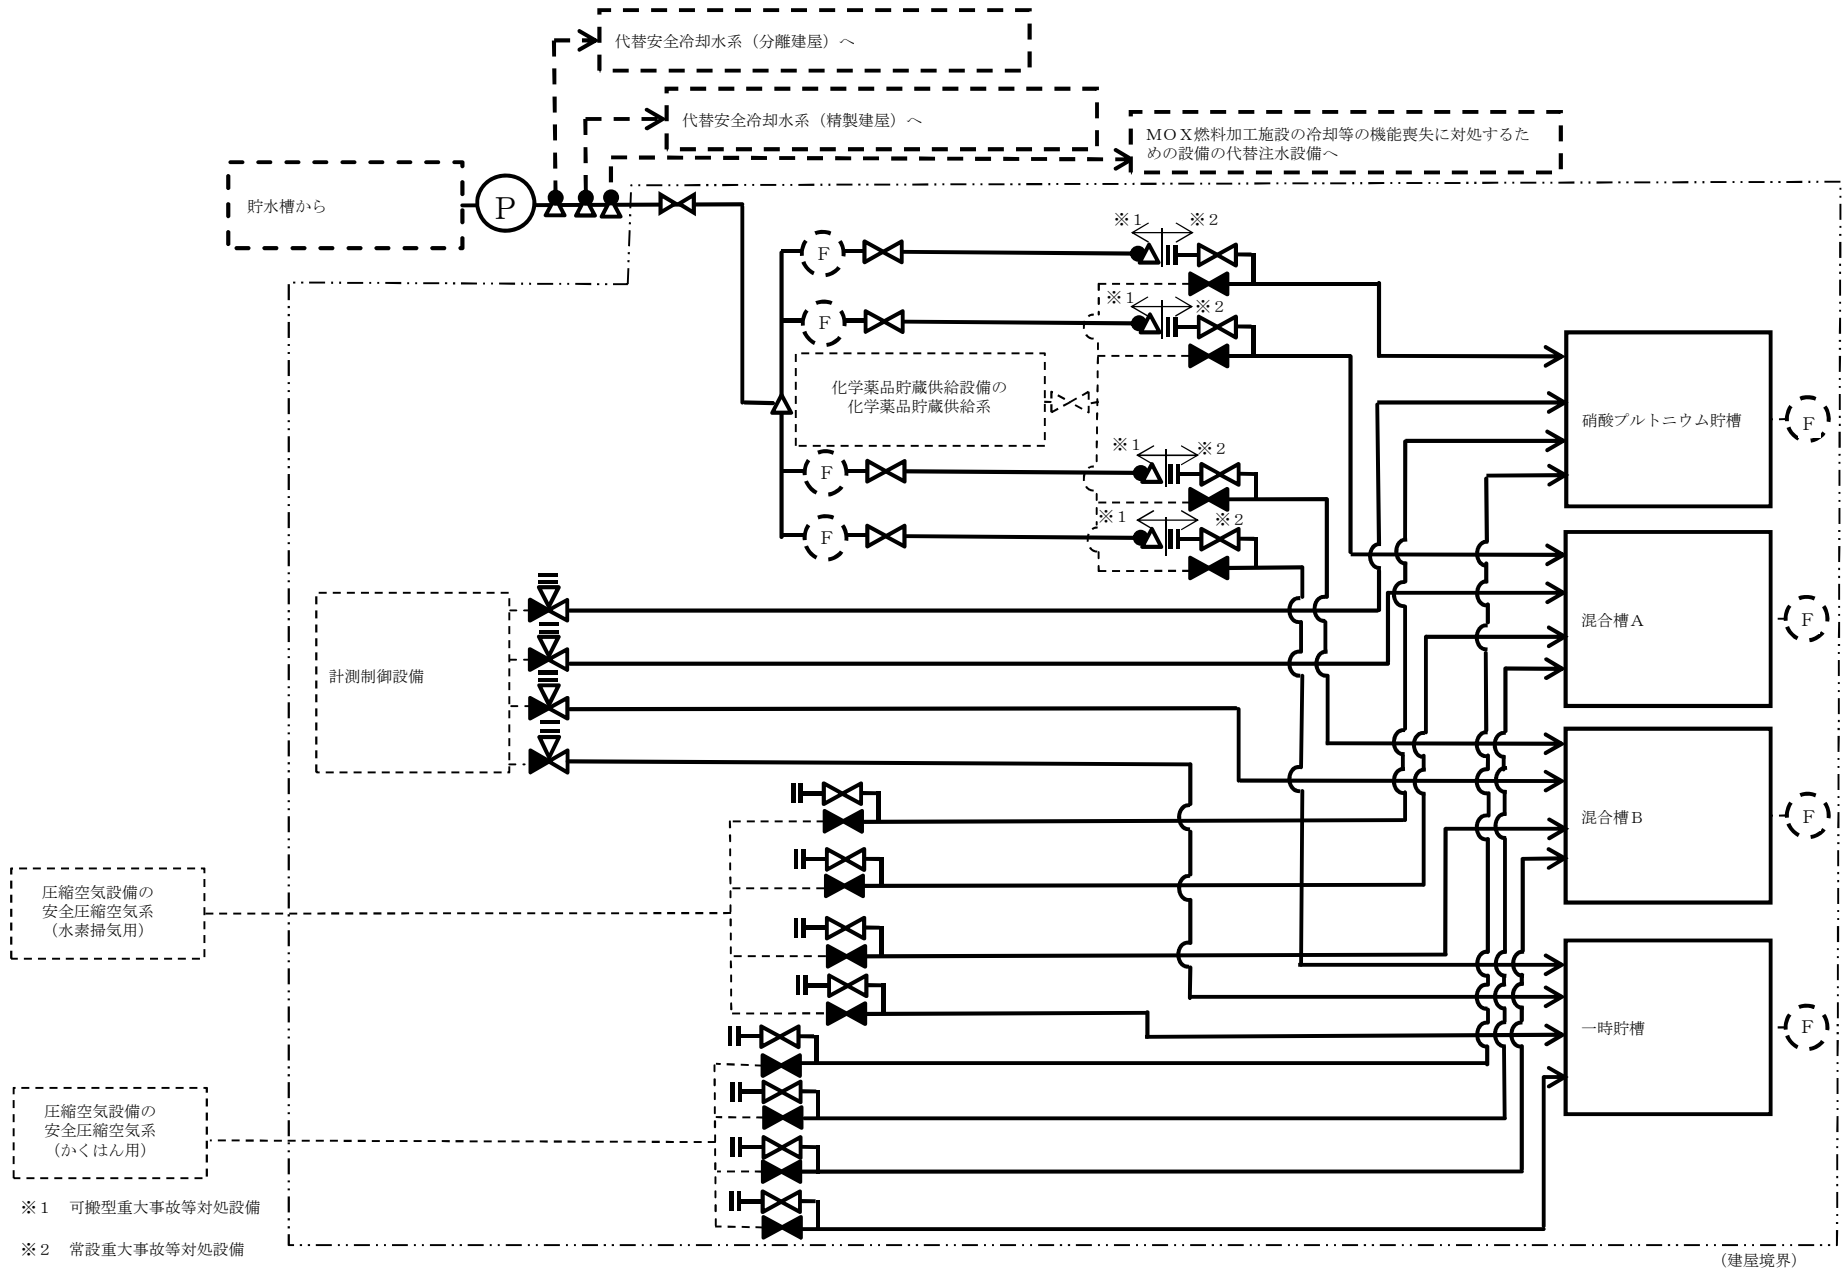 代替安全冷却水系（分離建屋）へ
代替安全冷却水系（精製建屋）へ
ＭＯＸ燃料加工施設の冷却等の機能喪失に対処するた
めの設備の代替注水設備へ
貯水槽から
P
※１
※２
F
※１
※２
F
化学薬品貯蔵供給設備の
化学薬品貯蔵供給系
硝酸プルトニウム貯槽
F
※１
※２
F
※１
※２
F
混合槽Ａ
F
計測制御設備
混合槽Ｂ
F
圧縮空気設備の
安全圧縮空気系
（水素掃気用）
一時貯槽
F
圧縮空気設備の
安全圧縮空気系
（かくはん用）
※１　可搬型重大事故等対処設備
※２　常設重大事故等対処設備
（建屋境界）